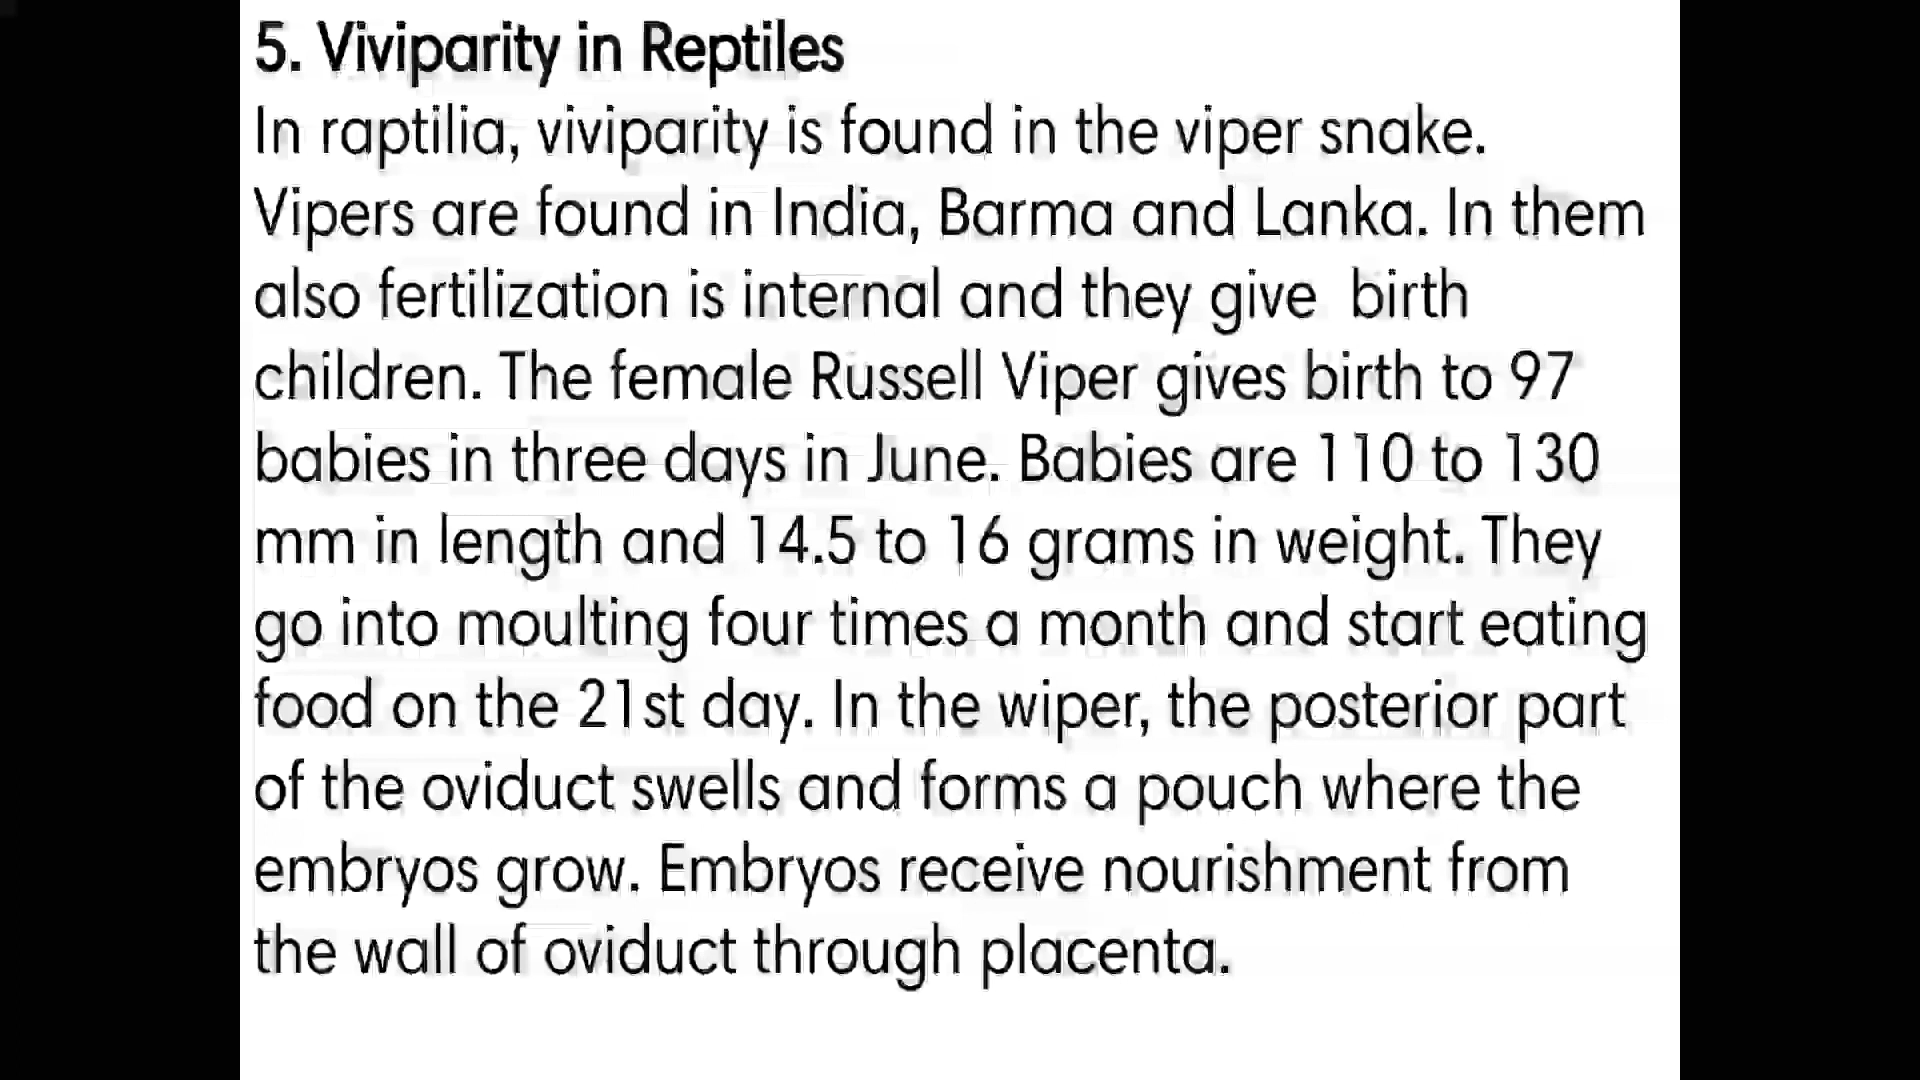 5. Viviparity in Reptiles
In raptilia, viviparity is found in the viper snake.
Vipers are found in India, Barma and Lanka. In them
also fertilization is internal and they give  birth
children. The female Russell Viper gives birth to 97
babies in three days in June. Babies are 110 to 130
mm in length and 14.5 to 16 grams in weight. They
go into moulting four times a month and start eating
food on the 21st day. In the wiper, the posterior part
of the oviduct swells and forms a pouch where the
embryos grow. Embryos receive nourishment from
the wall of oviduct through placenta.